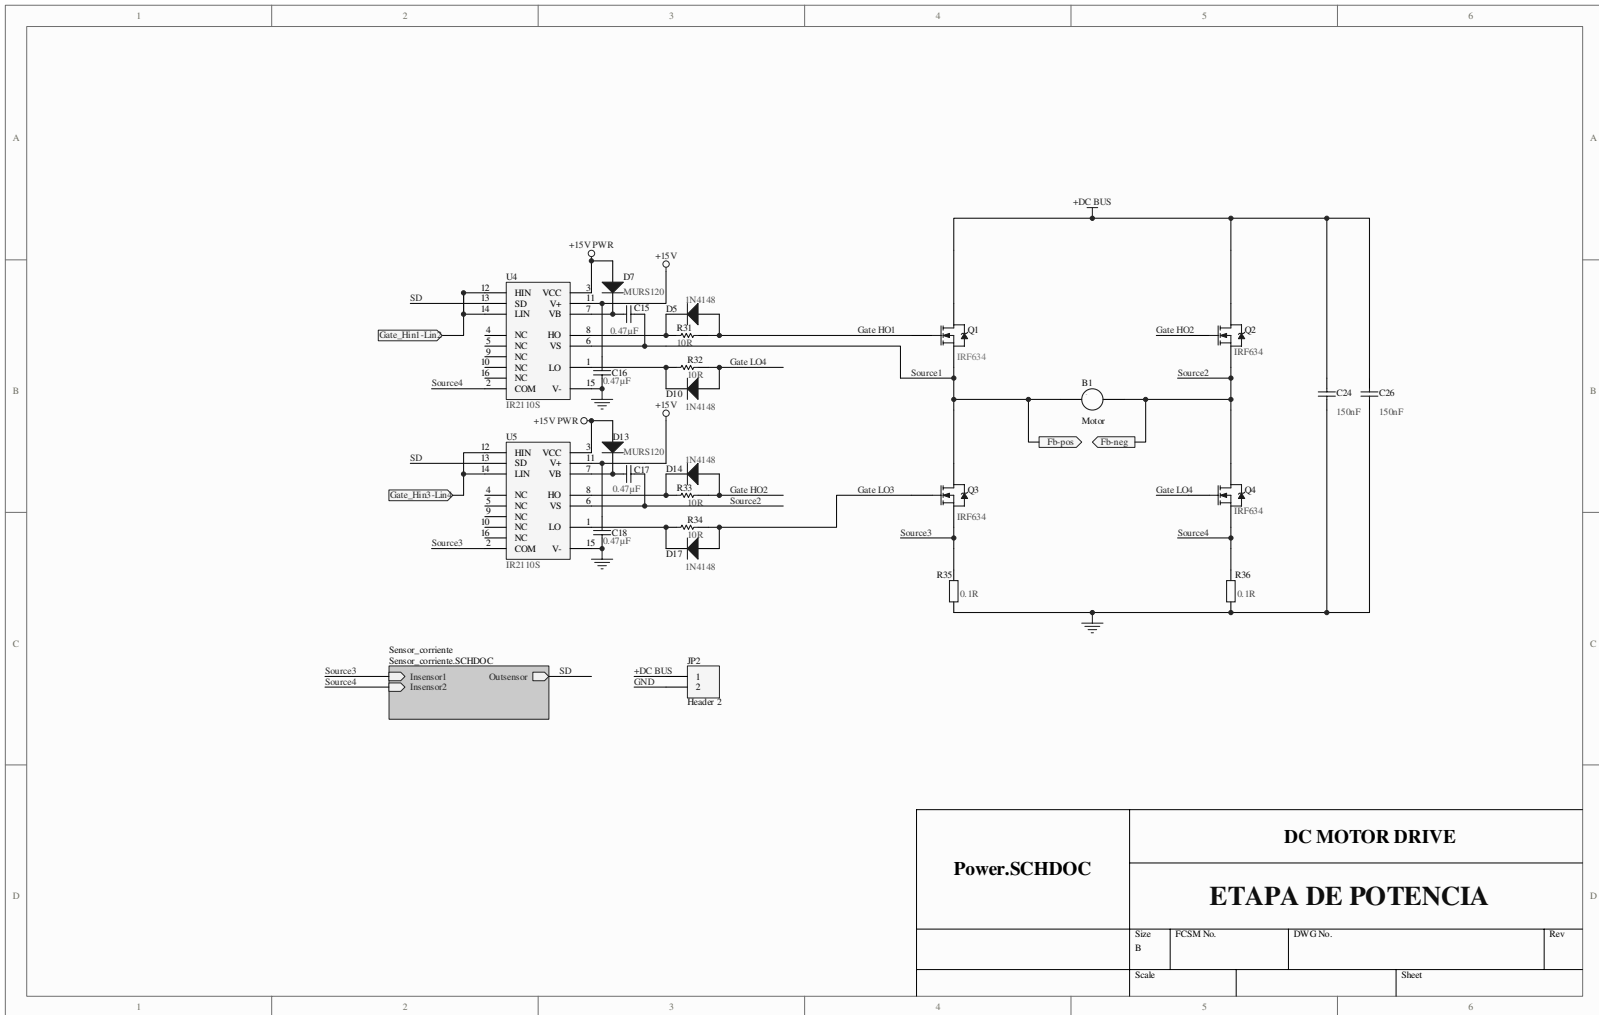 1 2 3 4 5 6
A A
+DC BUS
+15V PWR
+15V
U4
D7
MURS120
12 HIN VCC 3
SD 13 SD V+ 11
14 LIN VB 7
C15
0.47µF
D5
1N4148
Gate_Hin1-Lin2
4 NC HO 8
R31
10R
Gate HO1
Q1
IRF634
Gate HO2
Q2
IRF634
5 NC VS 6
9 NC
10 NC LO 1
R32
10R
Gate LO4
16 NC
C16
0.47µF
Source4 2 COM V- 15
IR2110S
D10
1N4148
Source1
Source2
B B
B1
Motor
C24
150nF
C26
150nF
Fb-pos Fb-neg
+15V
+15V PWR
U5
D13
MURS120
12 HIN VCC 3
SD 13 SD V+ 11
14 LIN VB 7
C17
0.47µF
D14
1N4148
Gate_Hin3-Lin4
4 NC HO 8
R33
10R
Gate HO2
5 NC VS 6
Source2
9 NC
10 NC LO 1
R34
10R
Gate LO3
Q3
IRF634
Gate LO4
Q4
IRF634
16 NC
C18
0.47µF
Source3 2 COM V- 15
IR2110S
D17
1N4148
Source3
Source4
R35
0.1R
R36
0.1R
C C
Sensor_corriente
Sensor_corriente.SCHDOC
Source3 Insensor1 Outsensor SD
Source4 Insensor2
JP2
+DC BUS 1
GND 2
Header 2
Power.SCHDOC
DC MOTOR DRIVE
ETAPA DE POTENCIA
D D
Size FCSM No. DWG No. Rev
B
Scale Sheet
1 2 3 4 5 6